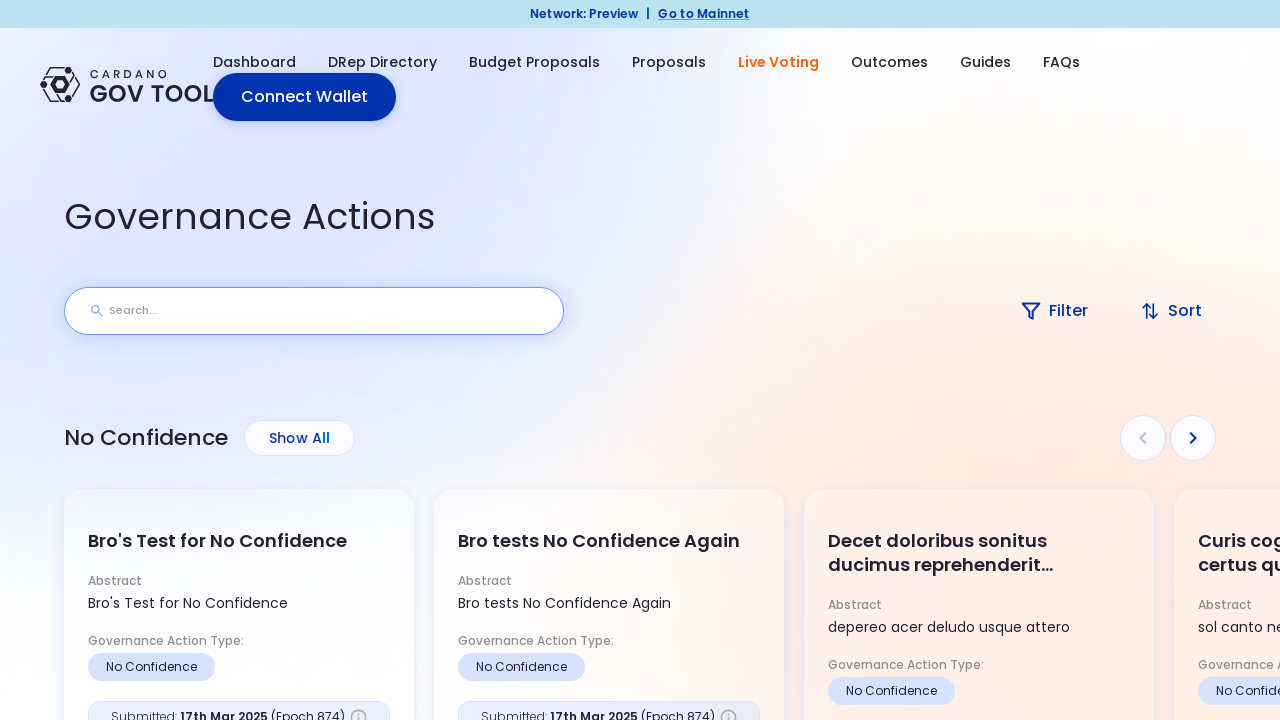 Network: Preview | Go to Mainnet
CARDANO
GOV TOOL
Dashboard DRep Directory Budget Proposals Proposals Live Voting Outcomes Guides FAQs
Connect Wallet
Governance Actions
Search...
Filter
Sort
No Confidence
Show All
Bro's Test for No Confidence
Abstract
Bro's Test for No Confidence
Governance Action Type:
No Confidence
Submitted: 17th Mar 2025 (Epoch 874)
Bro tests No Confidence Again
Abstract
Bro tests No Confidence Again
Governance Action Type:
No Confidence
Submitted: 17th Mar 2025 (Epoch 874)
Decet doloribus sonitus
ducimus reprehenderit...
Abstract
depereo acer deludo usque attero
Governance Action Type:
No Confidence
Curis
certus
Abstract
sol canto
Governance
No